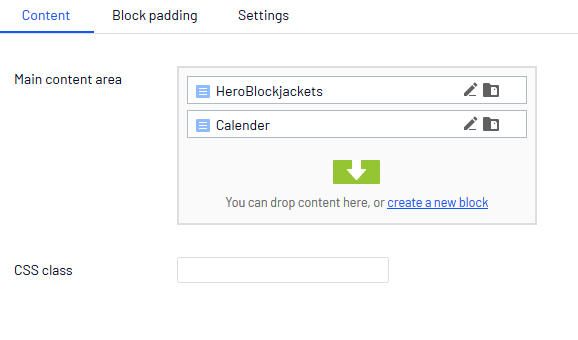 Content Block padding Settings
Main content area
HeroBlockjackets
Calender
You can drop content here, or create a new block
CSS class